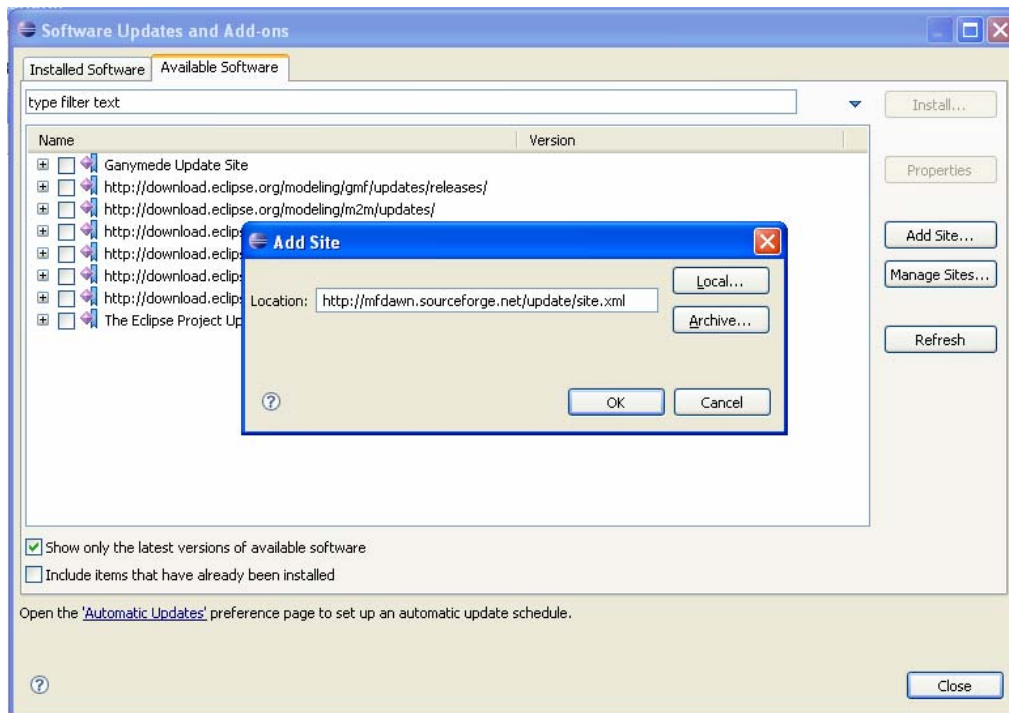 Software Updates and Add-ons
Installed Software
Available Software
type filter text
Install...
Name
Version
Ganymede Update Site
http://download.eclipse.org/modeling/gmf/updates/releases/
http://download.eclipse.org/modeling/m2m/updates/
http://download.eclip
http://download.eclips
http://download.eclips
http://download.eclips
The Eclipse Project Up
Properties
Add Site...
Manage Sites...
Refresh
Add Site
Location:
http://mfdawn.sourceforge.net/update/site.xml
Local...
Archive...
OK
Cancel
Show only the latest versions of available software
Include items that have already been installed
Open the 'Automatic Updates' preference page to set up an automatic update schedule.
Close